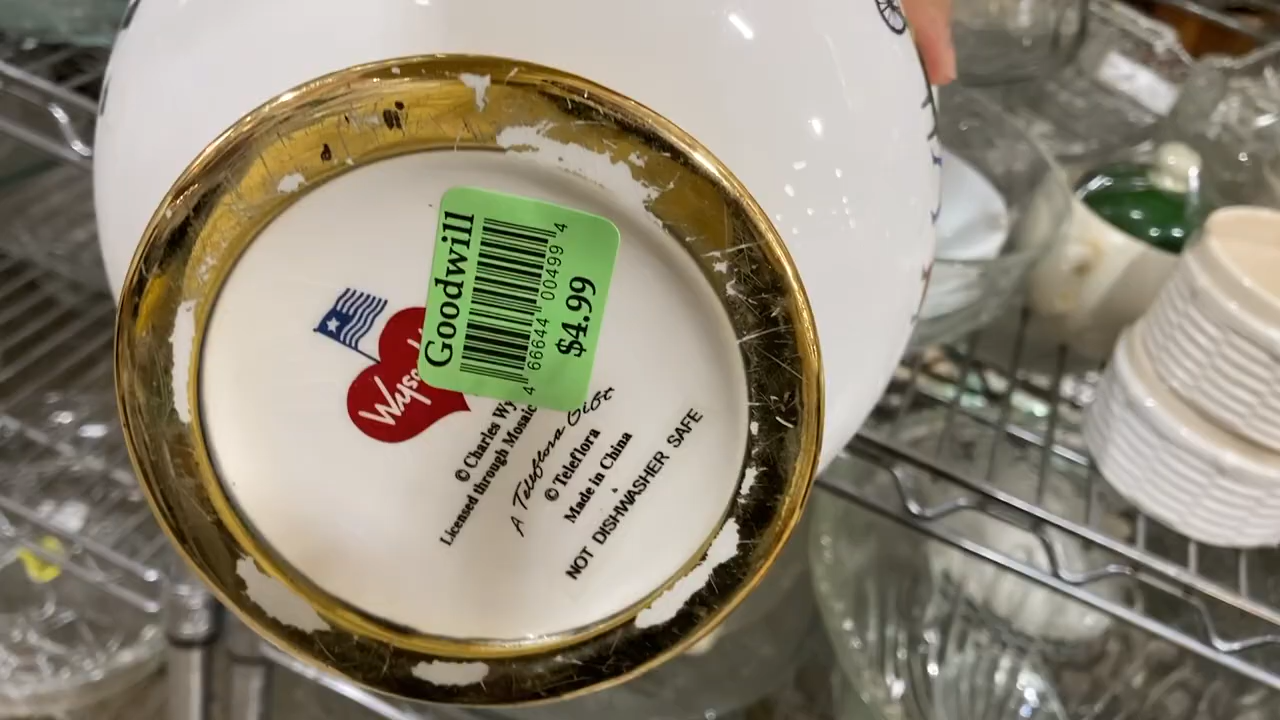 Goodwill
4 66644 00499 4
$4.99
© Charles
Licensed through Mosaic
A Teleflora Gift
© Teleflora
Made in China
NOT DISHWASHER SAFE